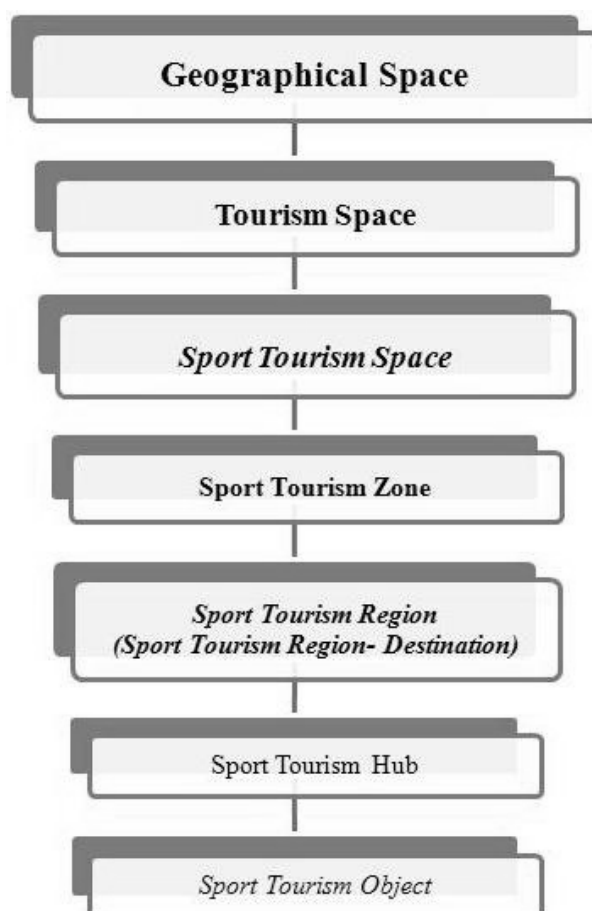 Geographical Space
Tourism Space
Sport Tourism Space
Sport Tourism Zone
Sport Tourism Region
(Sport Tourism Region- Destination)
Sport Tourism Hub
Sport Tourism Object